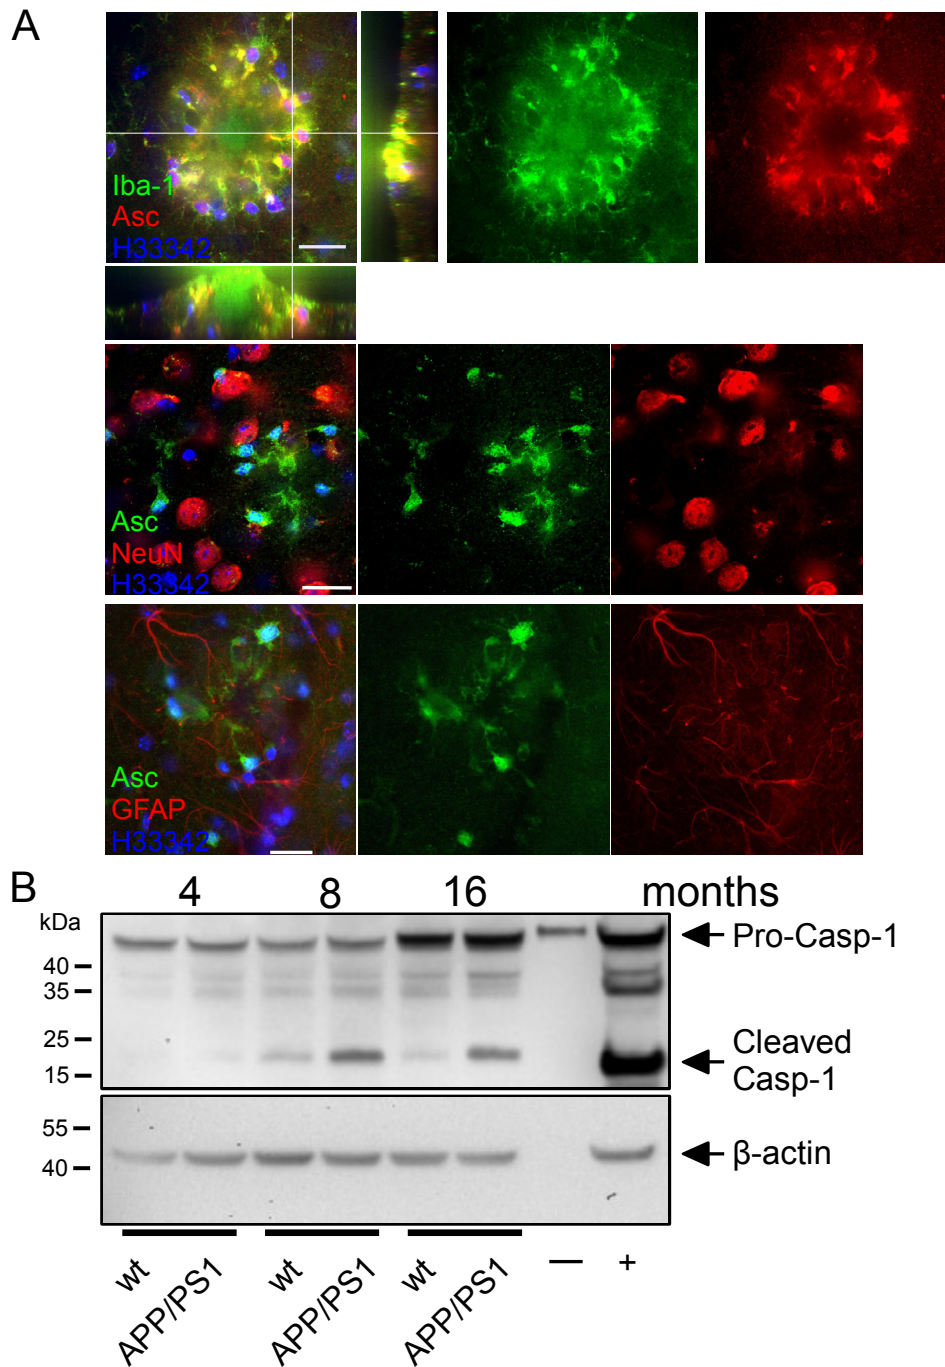 A
Iba-1
Asc
H33342
Asc
NeuN
H33342
Asc
GFAP
H33342
B
4 8 16 months
kDa
40
35
25
15
Pro-Casp-1
Cleaved
Casp-1
55
40
β-actin
wt
APP/PS1
wt
APP/PS1
wt
APP/PS1
—
+